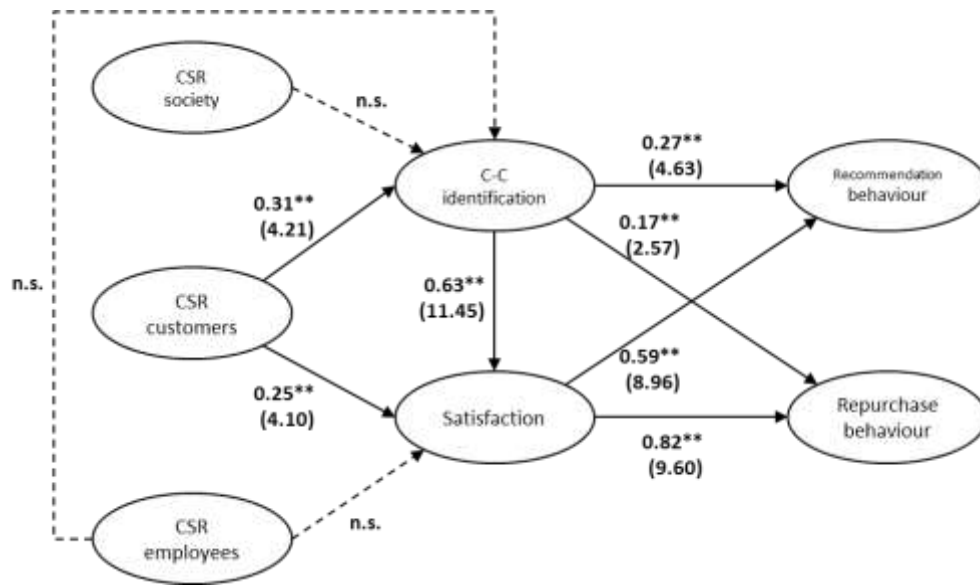 CSR
society
n.s.
0.27**
(4.63)
C-C
identification
Recommendation
behaviour
0.31**
(4.21)
0.17**
(2.57)
n.s.
0.63**
(11.45)
CSR
customers
0.25**
(4.10)
0.59**
(8.96)
Satisfaction
Repurchase
behaviour
0.82**
(9.60)
n.s.
CSR
employees